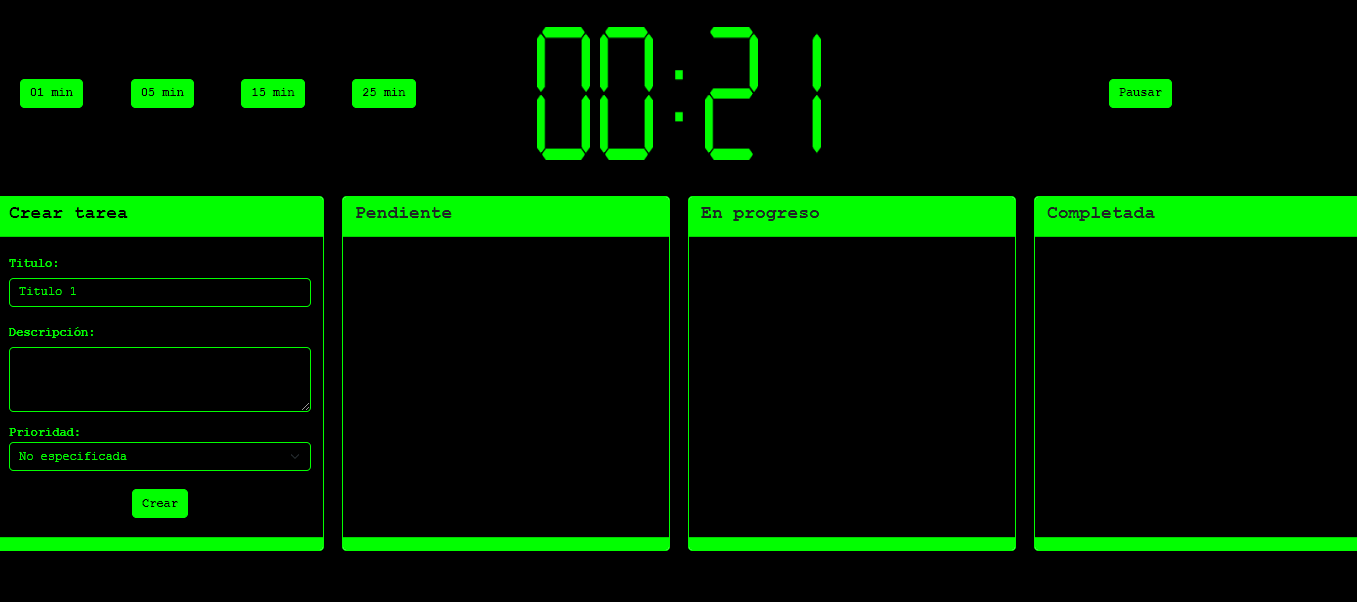 01 min 05 min 15 min 25 min 00:21 Pausar
Crear tarea
Titulo:
Titulo 1
Descripción:
Prioridad:
No especificada
Crear
Pendiente
En progreso
Completada